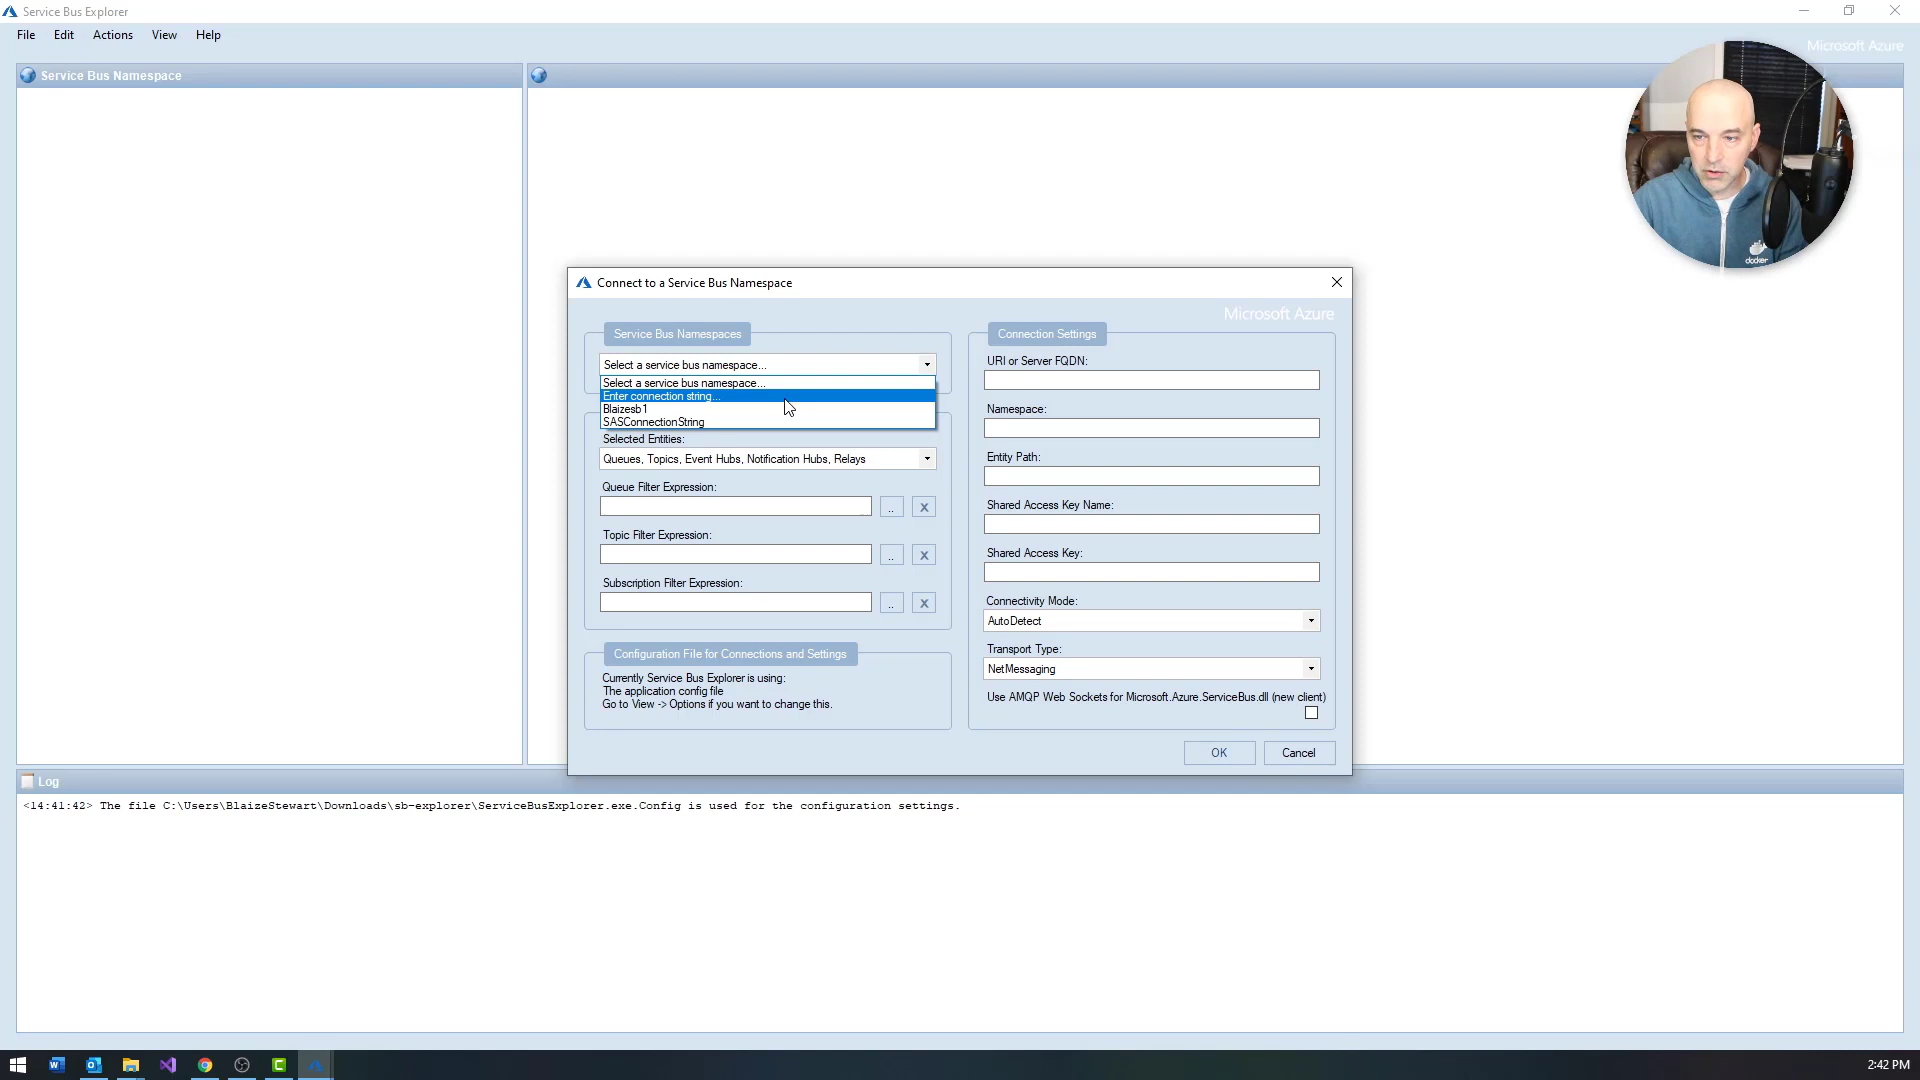 Service Bus Explorer
File Edit Actions View Help
Microsoft Azure
Service Bus Namespace
docker
Connect to a Service Bus Namespace
Microsoft Azure
Service Bus Namespaces
Select a service bus namespace...
Select a service bus namespace...
Enter connection string...
Blaizesb1
SASConnectionString
Selected Entities:
Queues, Topics, Event Hubs, Notification Hubs, Relays
Queue Filter Expression:
.. X
Topic Filter Expression:
.. X
Subscription Filter Expression:
.. X
Configuration File for Connections and Settings
Currently Service Bus Explorer is using:
The application config file
Go to View -> Options if you want to change this.
Connection Settings
URI or Server FQDN:
Namespace:
Entity Path:
Shared Access Key Name:
Shared Access Key:
Connectivity Mode:
AutoDetect
Transport Type:
NetMessaging
Use AMQP Web Sockets for Microsoft.Azure.ServiceBus.dll (new client)
OK Cancel
Log
<14:41:42> The file C:\Users\BlaizeStewart\Downloads\sb-explorer\ServiceBusExplorer.exe.Config is used for the configuration settings.
2:42 PM